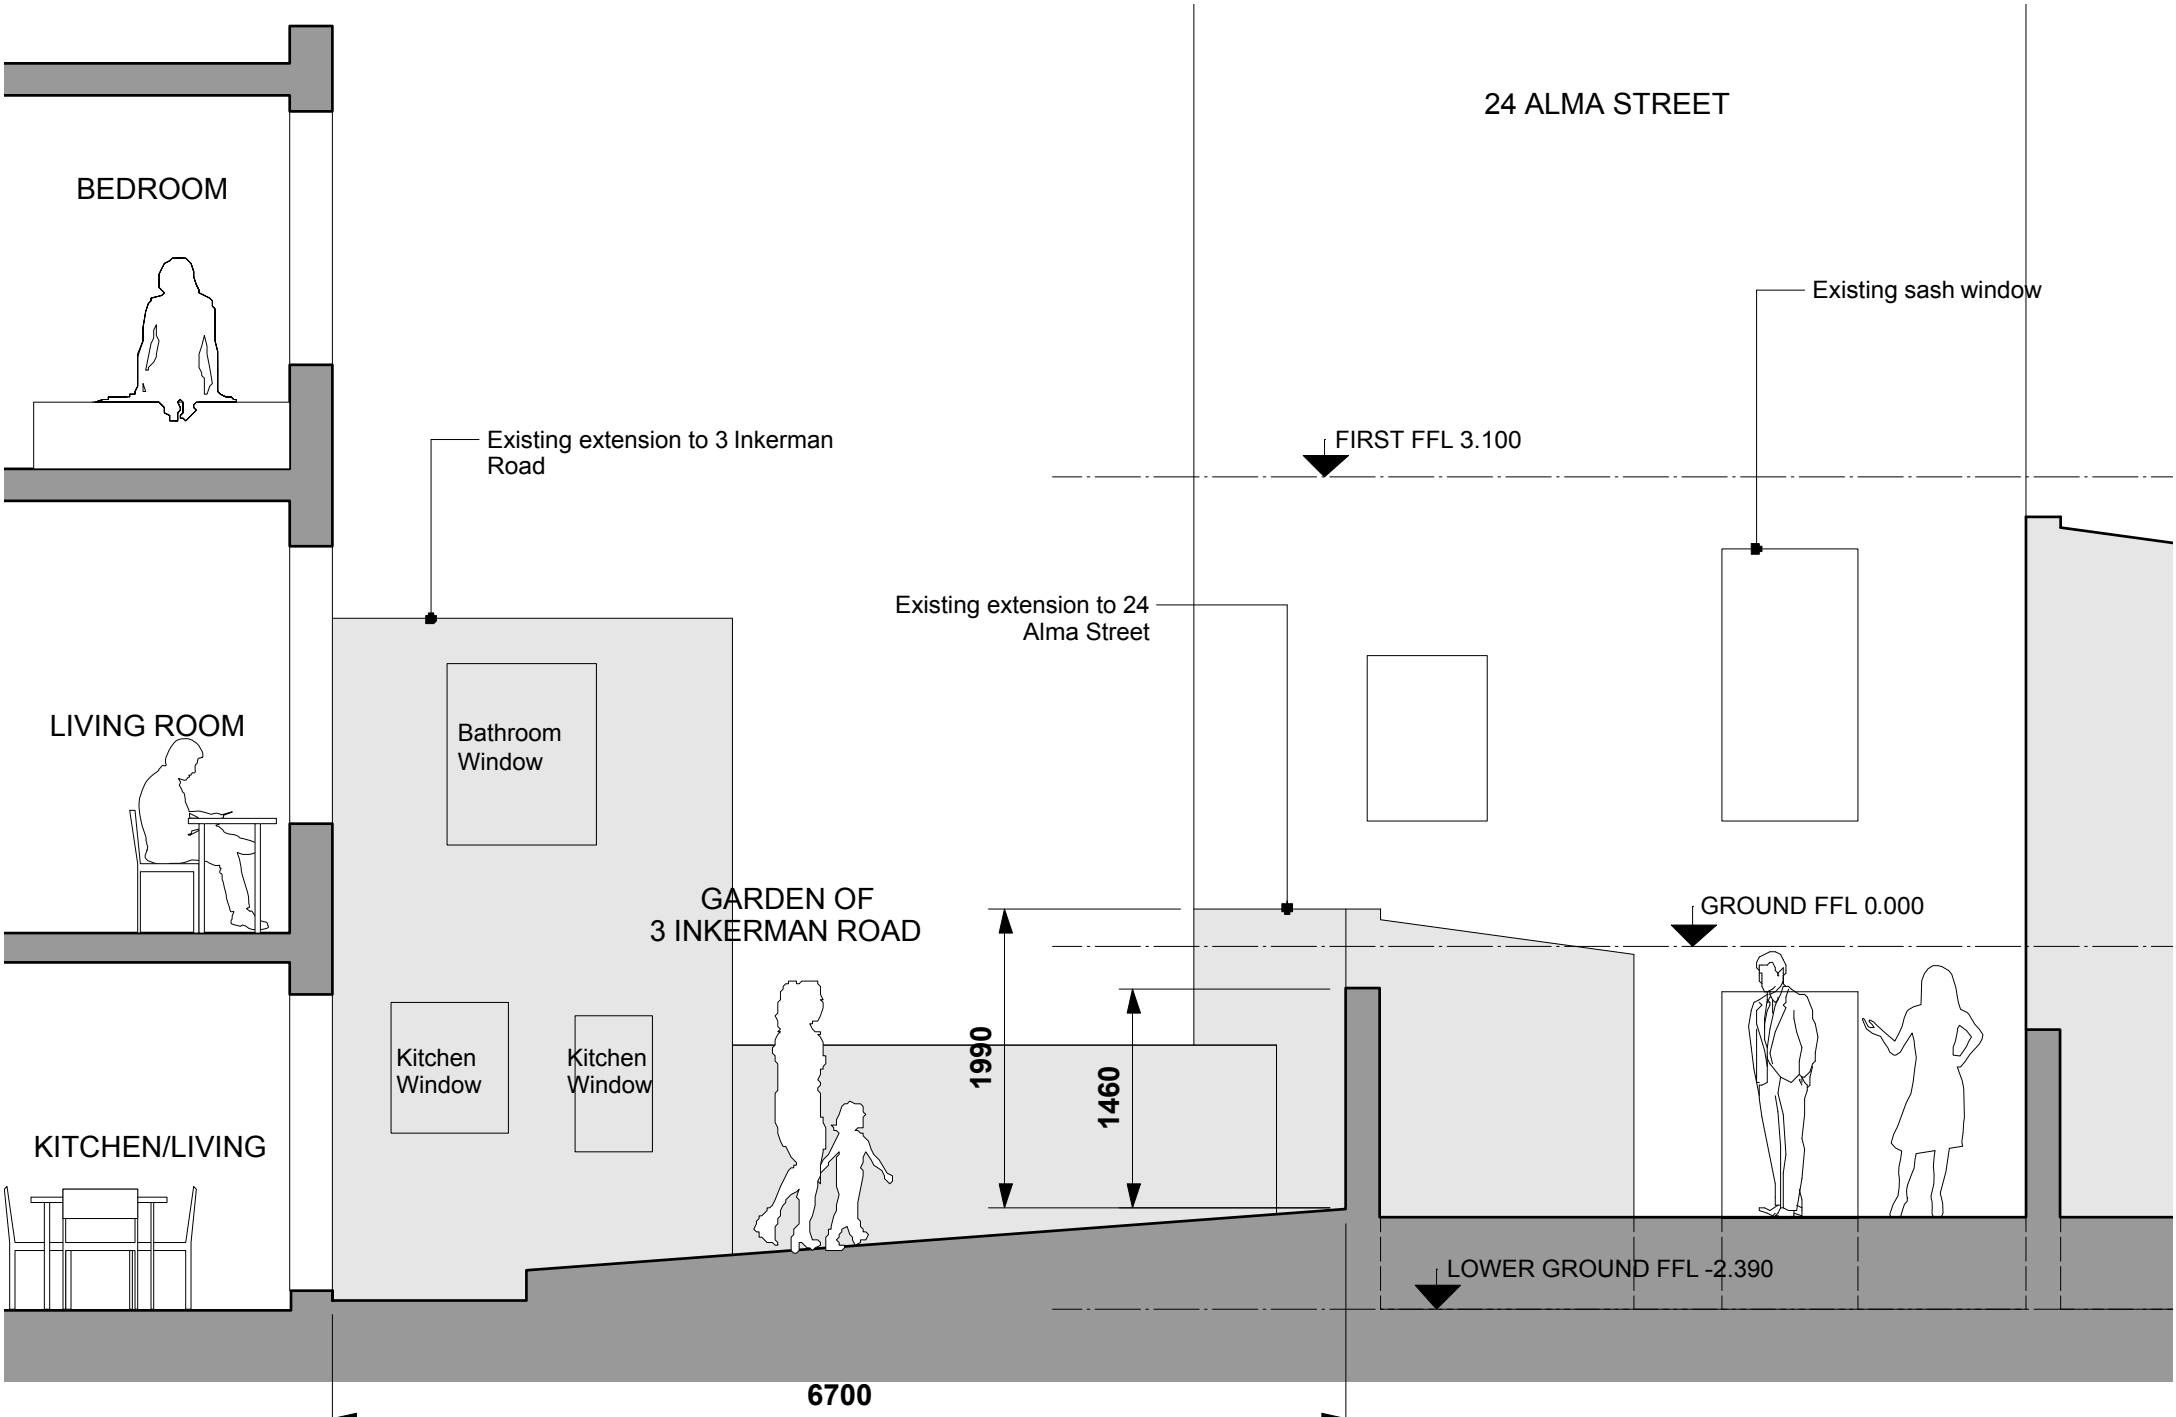 24 ALMA STREET
BEDROOM
Existing sash window
Existing extension to 3 Inkerman
Road
FIRST FFL 3.100
Existing extension to 24
Alma Street
LIVING ROOM
Bathroom
Window
GARDEN OF
3 INKERMAN ROAD
GROUND FFL 0.000
Kitchen
Window
Kitchen
Window
1990
1460
KITCHEN/LIVING
LOWER GROUND FFL -2.390
6700